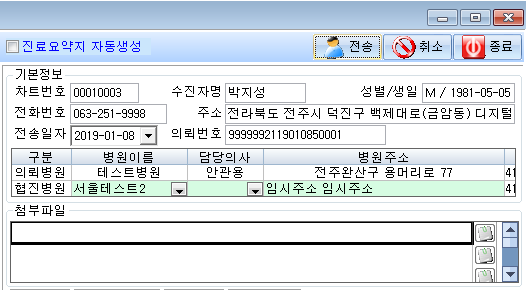 진료요약지 자동생성 전송 취소 종료
기본정보
차트번호 00010003 수진자명 박지성 성별/생일 M / 1981-05-05
전화번호 063-251-9998 주소 전라북도 전주시 덕진구 백제대로(금암동) 디지털
전송일자 2019-01-08 의뢰번호 9999992119010850001
구분 병원이름 담당의사 병원주소
의뢰병원 테스트병원 안관용 전주완산구 용머리로 77 41
협진병원 서울테스트2 임시주소 임시주소 41
첨부파일